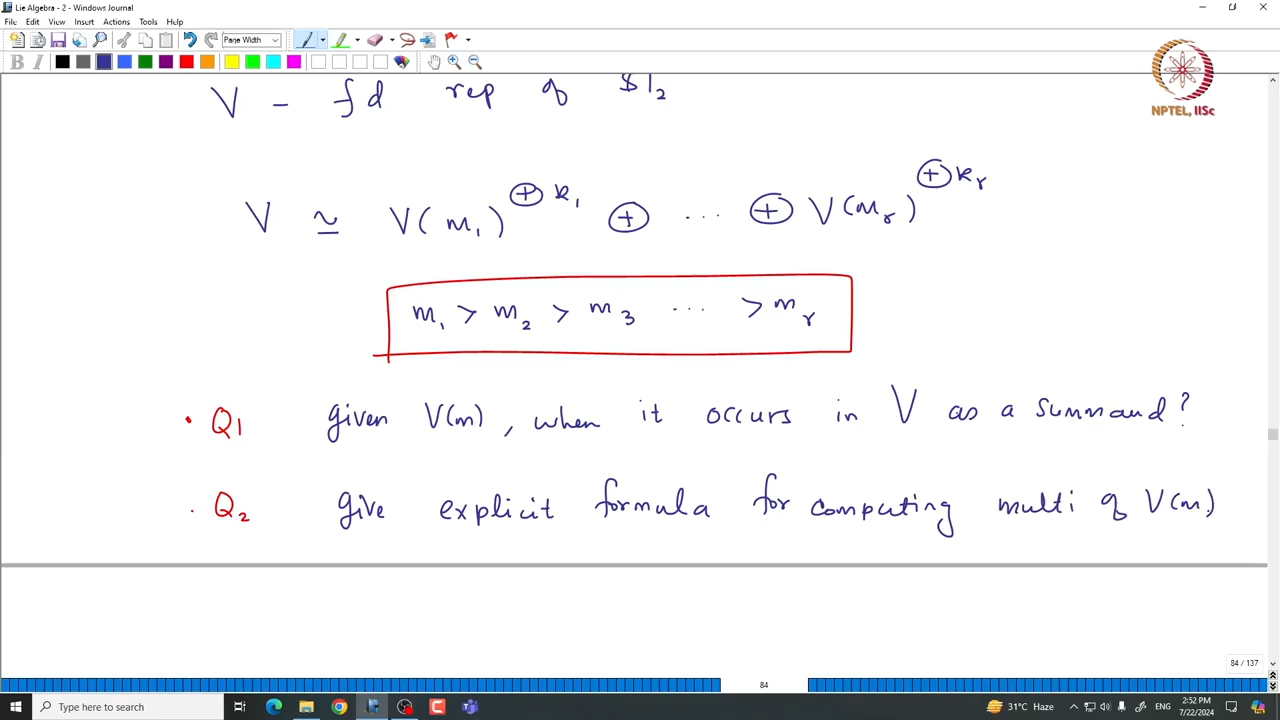 Lie Algebra - 2 - Windows Journal
File Edit View Insert Actions Tools Help
Page Width
B I
NPTEL, IISc
V - fd rep of sl₂
V ≃ V(m₁)^{⊕ k₁} ⊕ ... ⊕ V(m_r)^{⊕ k_r}
m₁ > m₂ > m₃ ... > m_r
• Q1 given V(m), when it occurs in V as a summand?
• Q₂ give explicit formula for computing multi of V(m)
84 / 137
84
Type here to search
31°C Haze
ENG
2:52 PM
7/22/2024